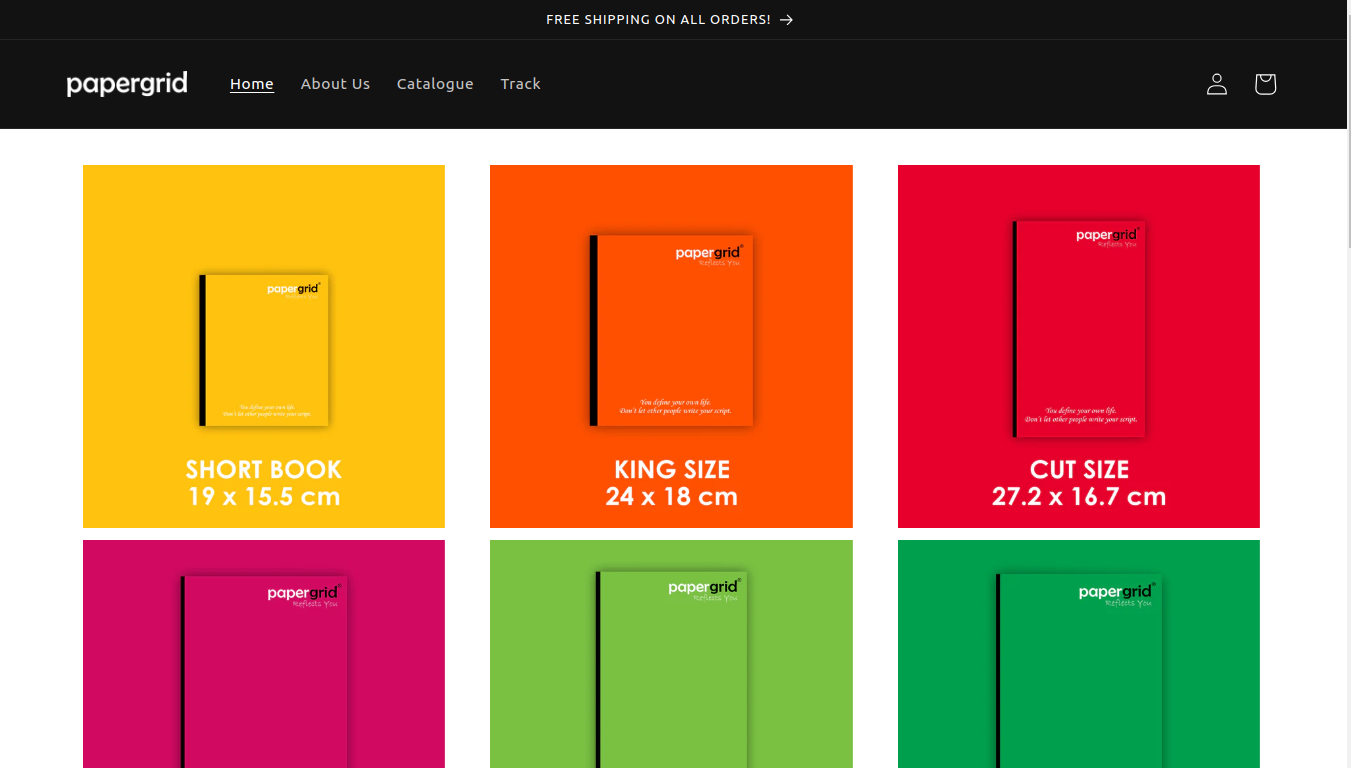 FREE SHIPPING ON ALL ORDERS!
papergrid
Home About Us Catalogue Track
papergrid
Reflects You
You define your own life.
Don't let other people write your script.
SHORT BOOK
19 x 15.5 cm
papergrid
Reflects You
You define your own life.
Don't let other people write your script.
KING SIZE
24 x 18 cm
papergrid
Reflects You
You define your own life.
Don't let other people write your script.
CUT SIZE
27.2 x 16.7 cm
papergrid
Reflects You
papergrid
Reflects You
papergrid
Reflects You